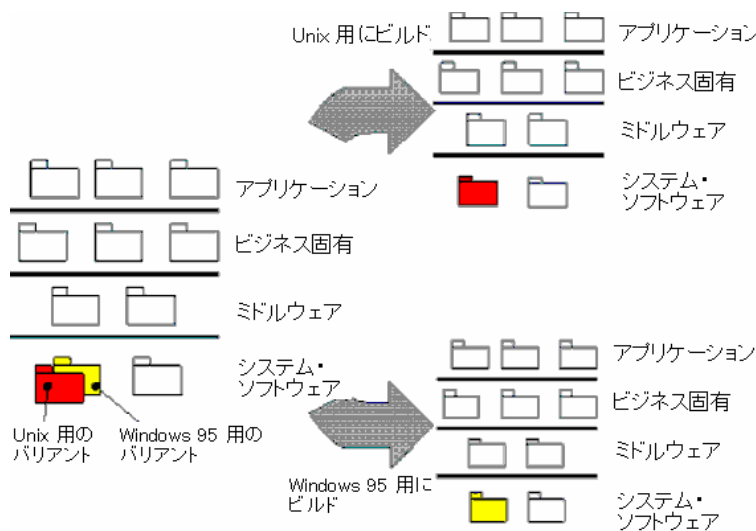 Unix 用にビルド
アプリケーション
ビジネス固有
ミドルウェア
システム・
ソフトウェア
アプリケーション
ビジネス固有
ミドルウェア
システム・
ソフトウェア
Unix 用の
バリアント
Windows 95 用の
バリアント
Windows 95 用に
ビルド
アプリケーション
ビジネス固有
ミドルウェア
システム・
ソフトウェア